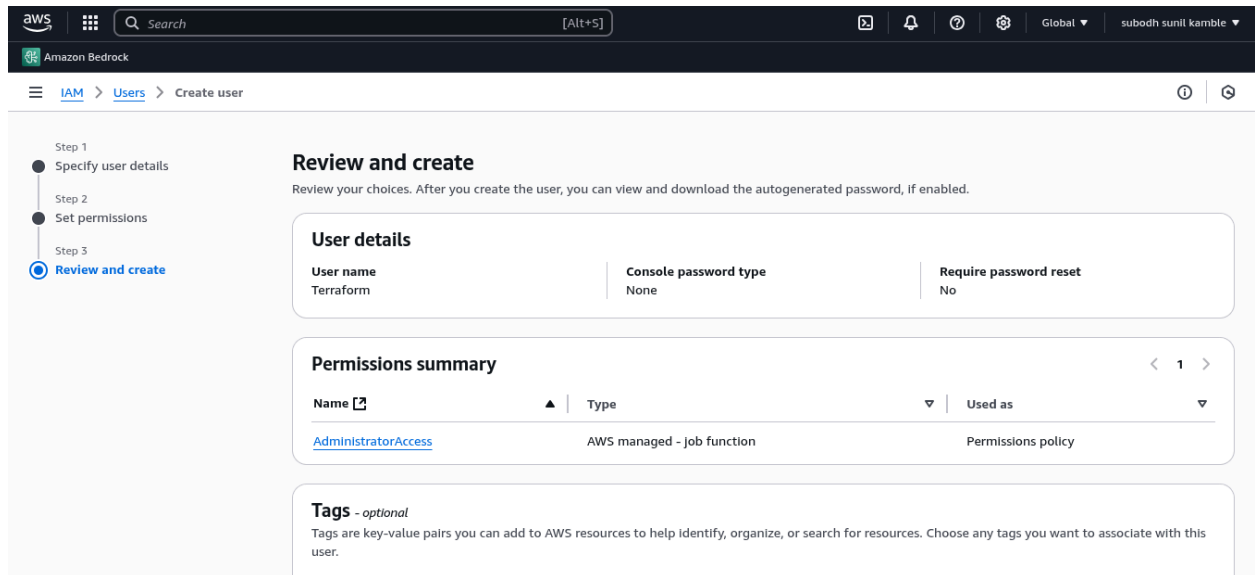 aws
Search [Alt+S]
Global subodh sunil kamble
Amazon Bedrock
IAM > Users > Create user
Step 1
Specify user details
Step 2
Set permissions
Step 3
Review and create
Review and create
Review your choices. After you create the user, you can view and download the autogenerated password, if enabled.
User details
User name Console password type Require password reset
Terraform None No
Permissions summary
1
Name Type Used as
AdministratorAccess AWS managed - job function Permissions policy
Tags - optional
Tags are key-value pairs you can add to AWS resources to help identify, organize, or search for resources. Choose any tags you want to associate with this
user.